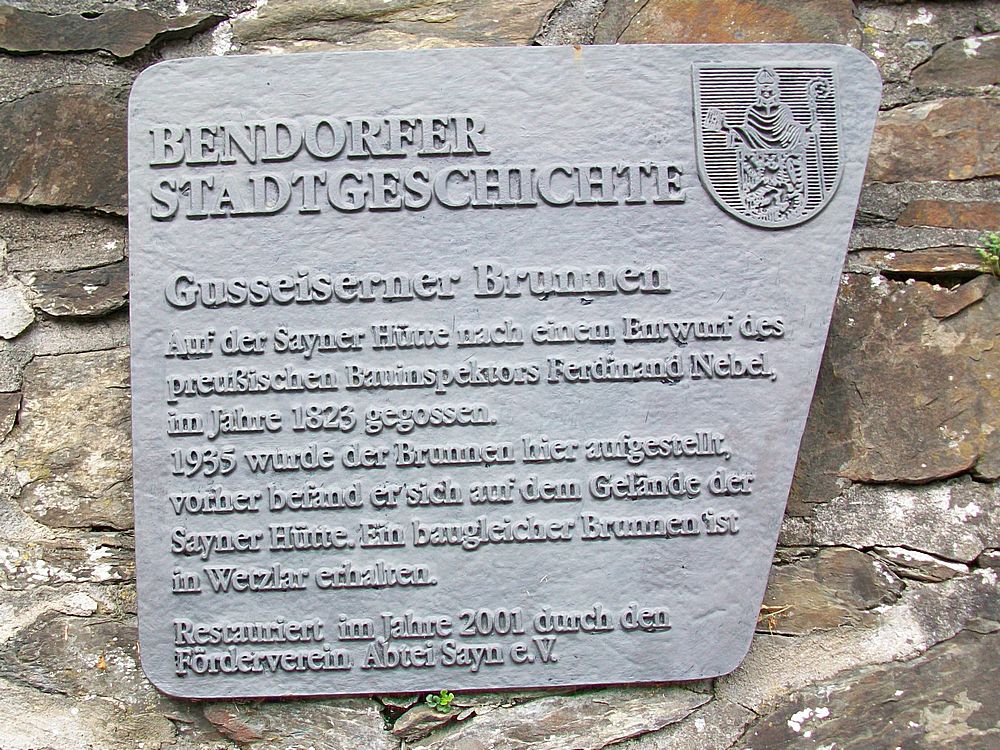 BENDORFER
STADTGESCHICHTE
Gusseiserner Brunnen
Auf der Sayner Hütte nach einem Entwurf des
preußischen Bauinspektors Ferdinand Nebel,
im Jahre 1823 gegossen.
1935 wurde der Brunnen hier aufgestellt,
vorher befand er sich auf dem Gelände der
Sayner Hütte. Ein baugleicher Brunnen ist
in Wetzlar erhalten.
Restauriert im Jahre 2001 durch den
Förderverein Abtei Sayn e.V.